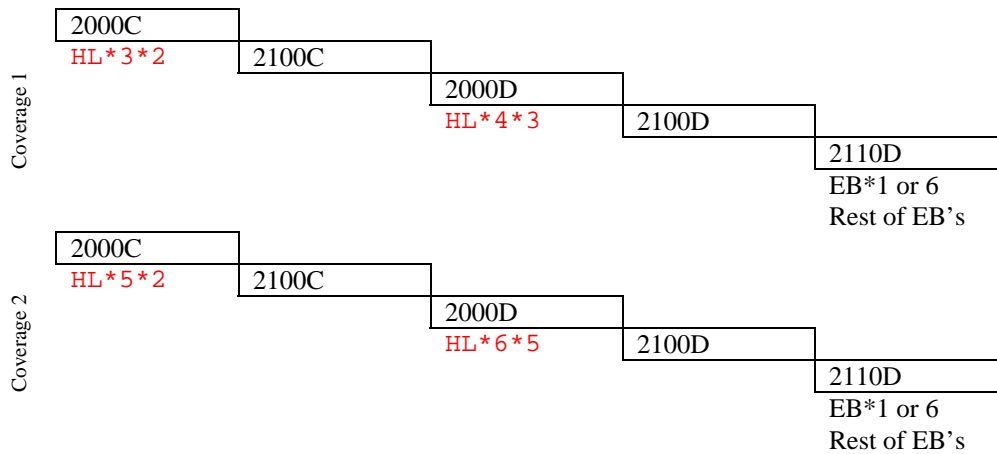 Coverage 1
2000C
HL*3*2
2100C
2000D
HL*4*3
2100D
2110D
EB*1 or 6
Rest of EB’s
Coverage 2
2000C
HL*5*2
2100C
2000D
HL*6*5
2100D
2110D
EB*1 or 6
Rest of EB’s